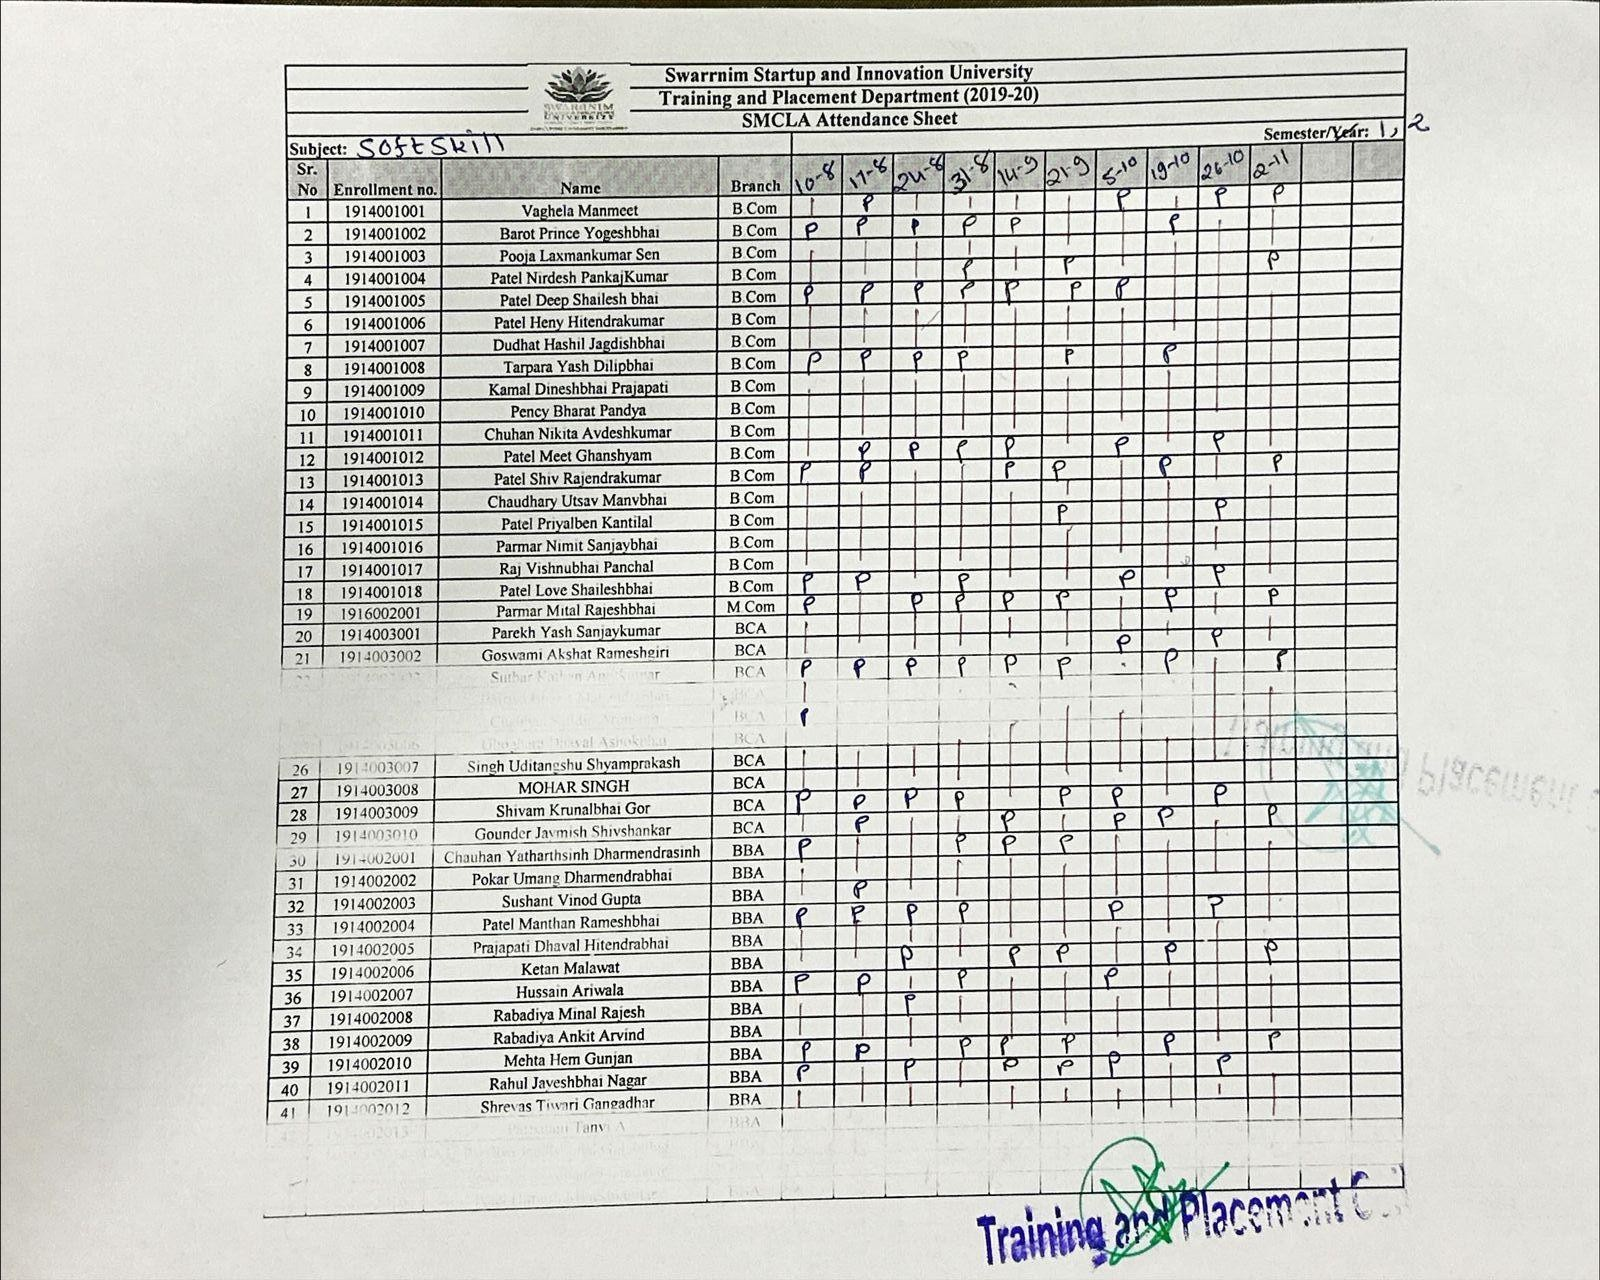 Swarrnim Startup and Innovation University
Training and Placement Department (2019-20)
SMCLA Attendance Sheet
SWARRNIM
UNIVERSITY
Subject: Softskill Semester/Year: 1, 2
Sr. No Enrollment no. Name Branch 10-8 17-8 24-8 31-8 14-9 21-9 5-10 19-10 26-10 2-11
1 1914001001 Vaghela Manmeet B.Com P P P P
2 1914001002 Barot Prince Yogeshbhai B.Com P P P P P P
3 1914001003 Pooja Laxmankumar Sen B.Com
4 1914001004 Patel Nirdesh PankajKumar B.Com P P P
5 1914001005 Patel Deep Shailesh bhai B.Com P P P P P P P
6 1914001006 Patel Heny Hitendrakumar B.Com
7 1914001007 Dudhat Hashil Jagdishbhai B.Com
8 1914001008 Tarpara Yash Dilipbhai B.Com P P P P P P
9 1914001009 Kamal Dineshbhai Prajapati B.Com
10 1914001010 Pency Bharat Pandya B.Com
11 1914001011 Chuhan Nikita Avdeshkumar B.Com
12 1914001012 Patel Meet Ghanshyam B.Com P P P P P P
13 1914001013 Patel Shiv Rajendrakumar B.Com P P P P P P
14 1914001014 Chaudhary Utsav Manvbhai B.Com
15 1914001015 Patel Priyalben Kantilal B.Com P P
16 1914001016 Parmar Nimit Sanjaybhai B.Com
17 1914001017 Raj Vishnubhai Panchal B.Com
18 1914001018 Patel Love Shaileshbhai B.Com P P P P P
19 1916002001 Parmar Mital Rajeshbhai M.Com P P P P P P P
20 1914003001 Parekh Yash Sanjaykumar BCA
21 1914003002 Goswami Akshat Rameshgiri BCA P P
Suthar BCA P P P P P P P P
BCA
BCA P
Dhaval BCA
26 1914003007 Singh Uditangshu Shyamprakash BCA
27 1914003008 MOHAR SINGH BCA
28 1914003009 Shivam Krunalbhai Gor BCA P P P P P P P
29 1914003010 Gounder Jaymish Shivshankar BCA P P P P P
30 1914002001 Chauhan Yatharthsinh Dharmendrasinh BBA P P P P
31 1914002002 Pokar Umang Dharmendrabhai BBA
32 1914002003 Sushant Vinod Gupta BBA P
33 1914002004 Patel Manthan Rameshbhai BBA P P P P P P
34 1914002005 Prajapati Dhaval Hitendrabhai BBA
35 1914002006 Ketan Malawat BBA P P P P P
36 1914002007 Hussain Ariwala BBA P P P P
37 1914002008 Rabadiya Minal Rajesh BBA P
38 1914002009 Rabadiya Ankit Arvind BBA
39 1914002010 Mehta Hem Gunjan BBA P P P P P P P
40 1914002011 Rahul Javeshbhai Nagar BBA P P P P P P
41 1914002012 Shreyas Tiwari Gangadhar BBA
Tanvi A BBA
Training and Placement